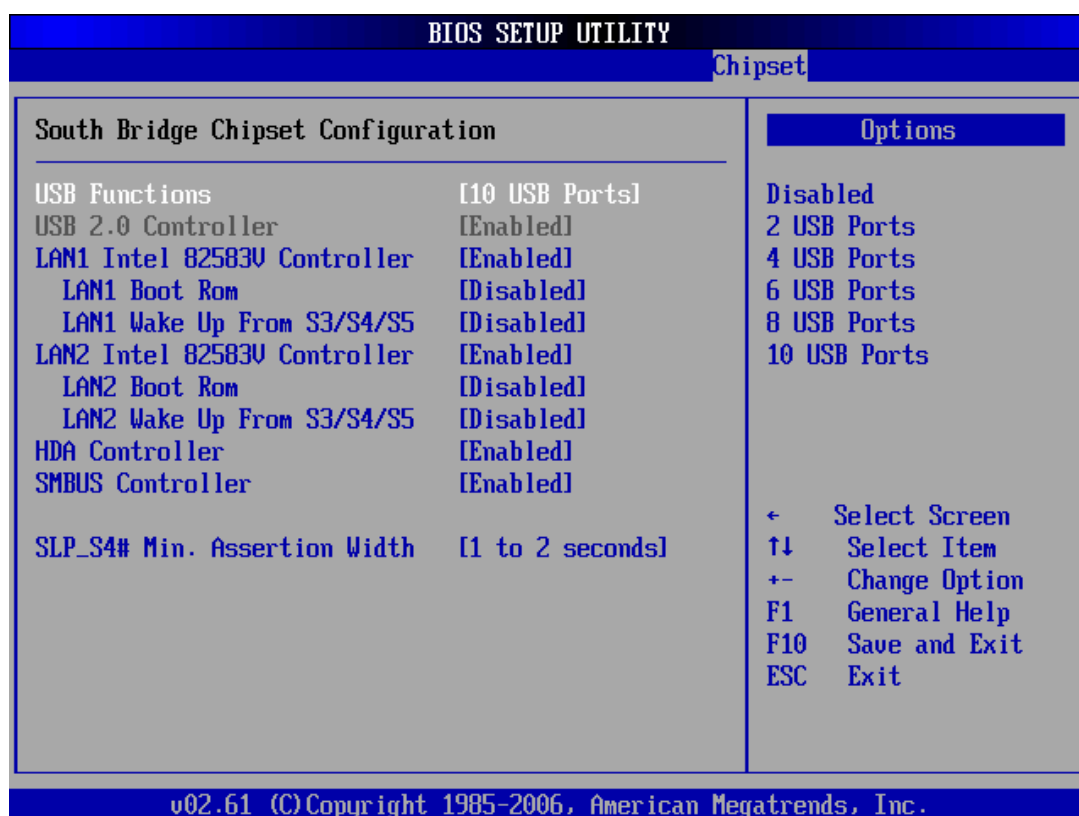 BIOS SETUP UTILITY
Chipset
South Bridge Chipset Configuration
USB Functions [10 USB Ports]
USB 2.0 Controller [Enabled]
LAN1 Intel 82583V Controller [Enabled]
LAN1 Boot Rom [Disabled]
LAN1 Wake Up From S3/S4/S5 [Disabled]
LAN2 Intel 82583V Controller [Enabled]
LAN2 Boot Rom [Disabled]
LAN2 Wake Up From S3/S4/S5 [Disabled]
HDA Controller [Enabled]
SMBUS Controller [Enabled]
SLP_S4# Min. Assertion Width [1 to 2 seconds]
Options
Disabled
2 USB Ports
4 USB Ports
6 USB Ports
8 USB Ports
10 USB Ports
← Select Screen
↑↓ Select Item
+- Change Option
F1 General Help
F10 Save and Exit
ESC Exit
v02.61 (C)Copyright 1985-2006, American Megatrends, Inc.